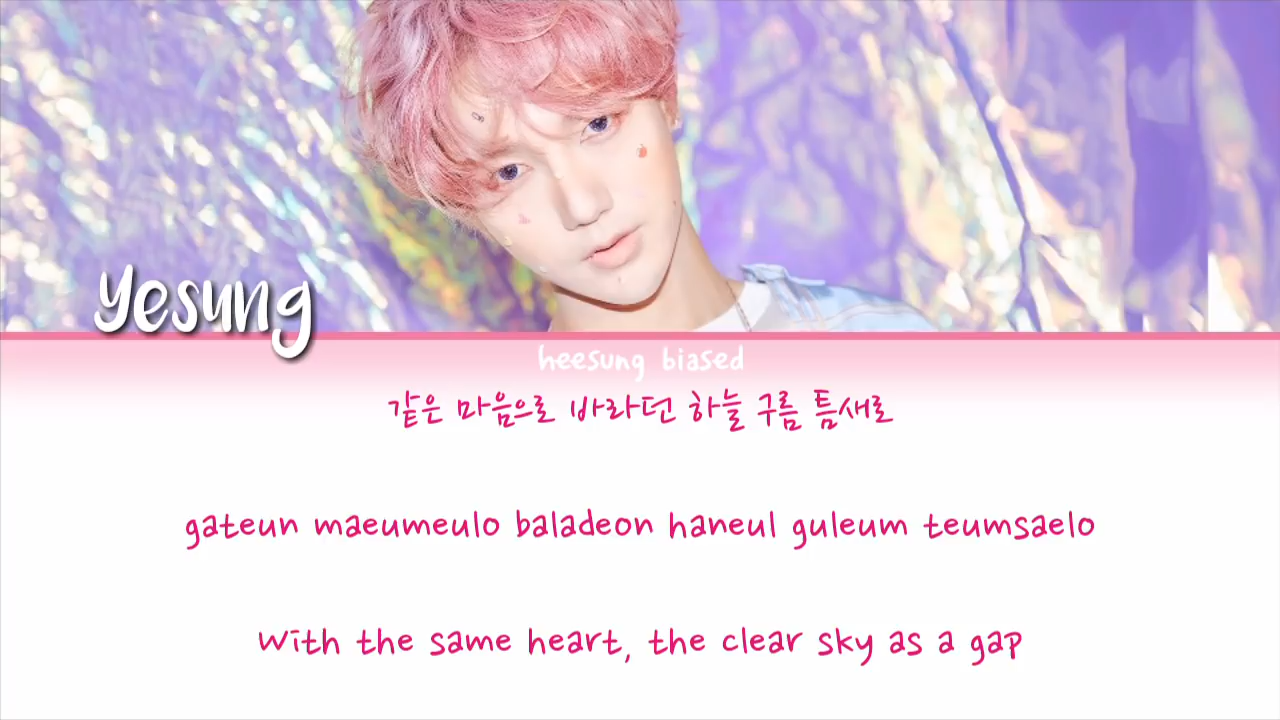 Yesung
heesung biased
같은 마음으로 바라던 하늘 구름 틈새로
gateun maeumeulo baladeon haneul guleum teumsaelo
With the same heart, the clear sky as a gap